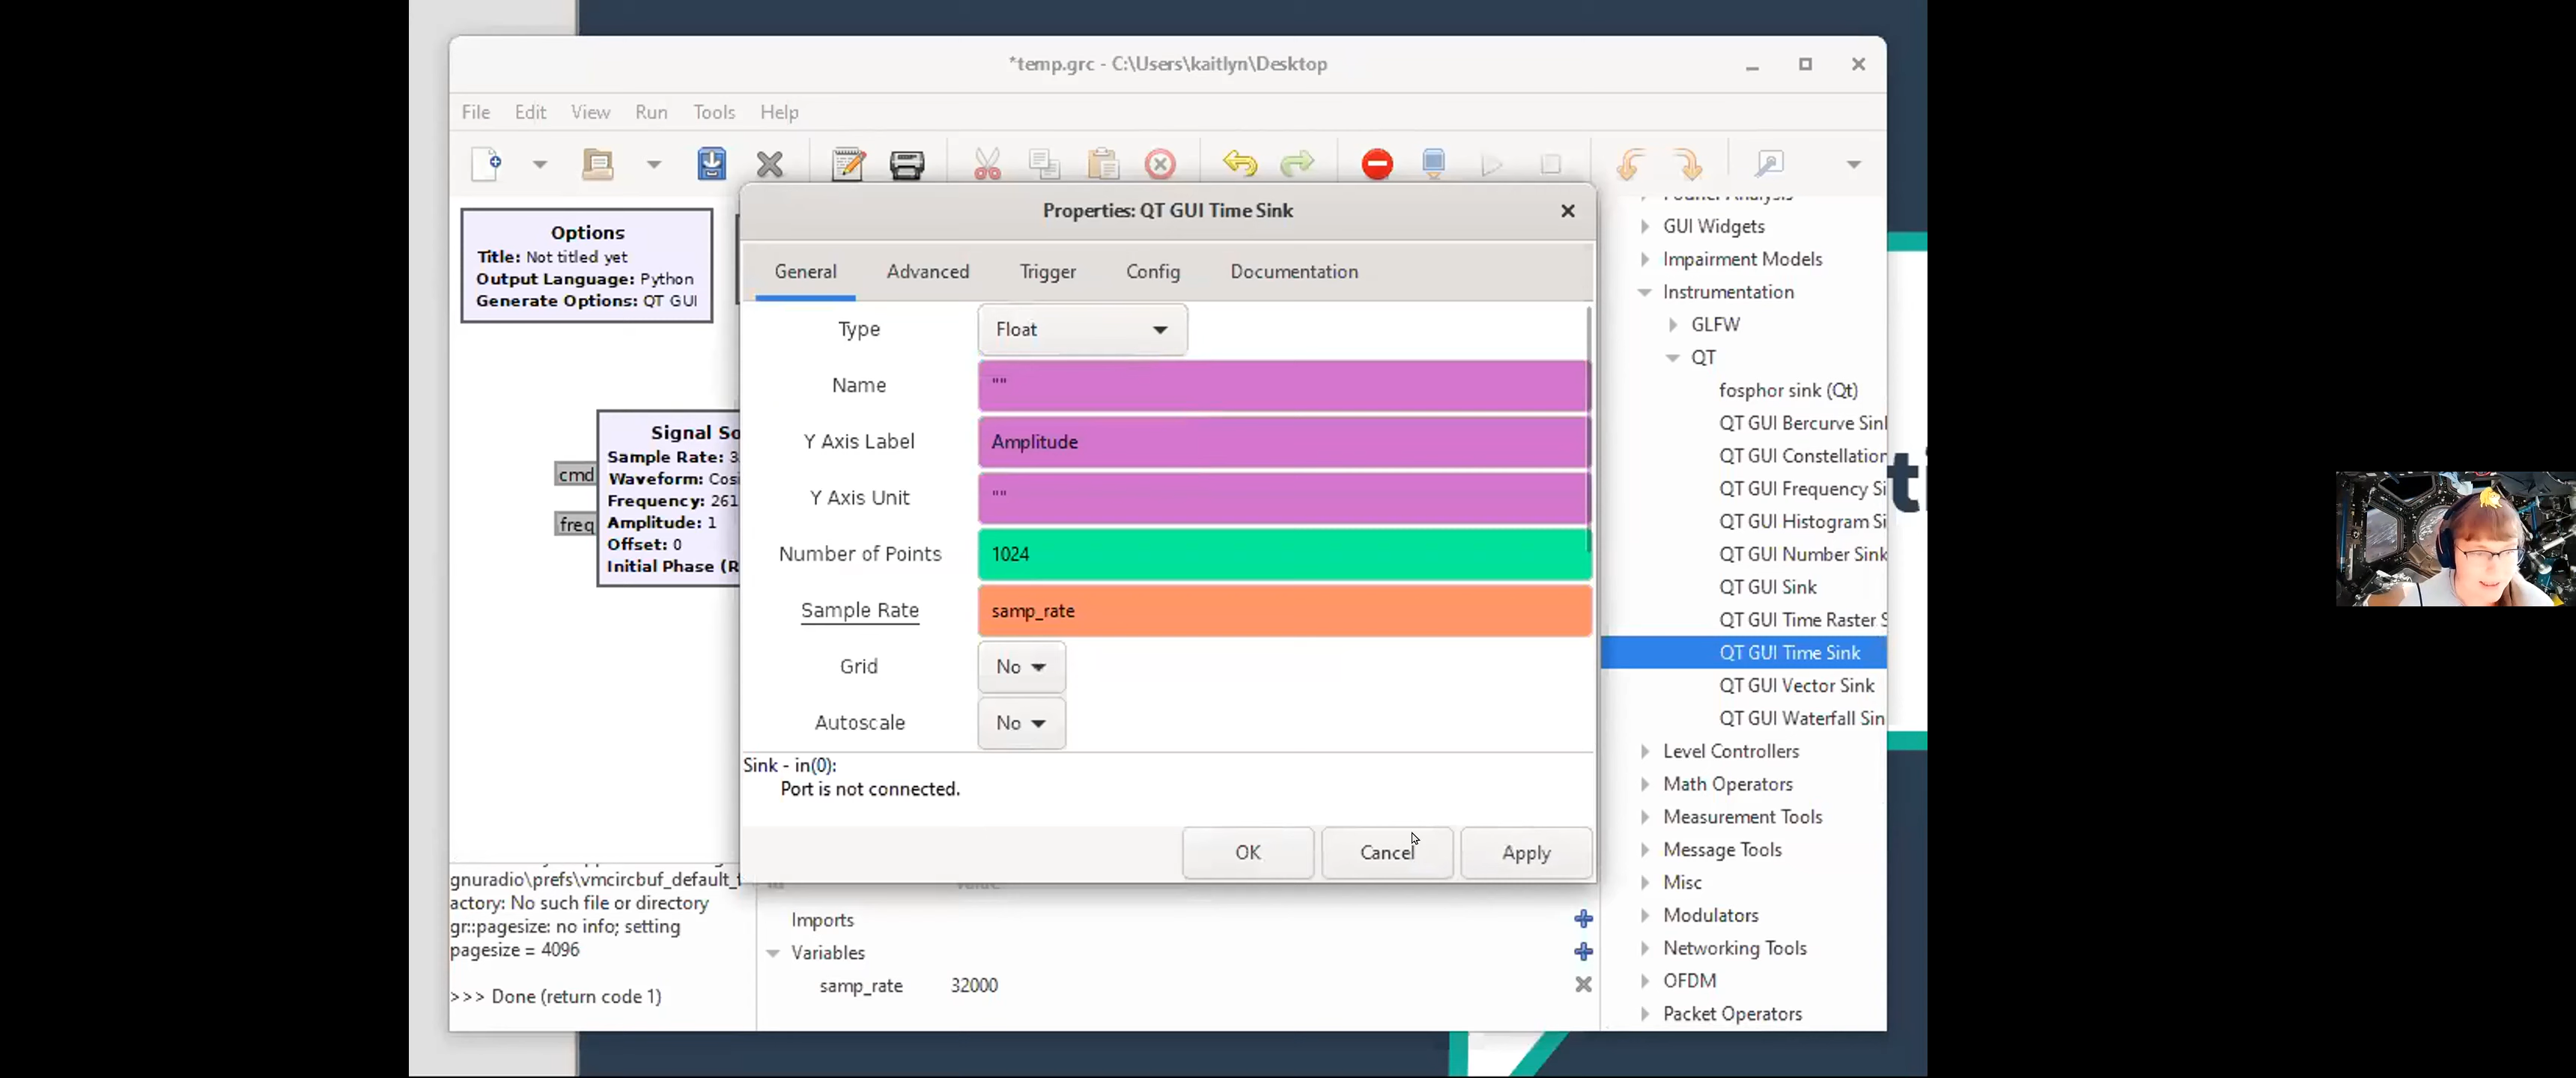 *temp.grc - C:\Users\kaitlyn\Desktop
File Edit View Run Tools Help
Options
Title: Not titled yet
Output Language: Python
Generate Options: QT GUI
Signal So
Sample Rate: 3
Waveform: Cosi
Frequency: 261
Amplitude: 1
Offset: 0
Initial Phase (R
cmd
freq
Properties: QT GUI Time Sink
General Advanced Trigger Config Documentation
Type Float
Name ""
Y Axis Label Amplitude
Y Axis Unit ""
Number of Points 1024
Sample Rate samp_rate
Grid No
Autoscale No
Sink - in(0):
Port is not connected.
OK Cancel Apply
GUI Widgets
Impairment Models
Instrumentation
GLFW
QT
fosphor sink (Qt)
QT GUI Bercurve Sinl
QT GUI Constellation
QT GUI Frequency Si
QT GUI Histogram Si
QT GUI Number Sink
QT GUI Sink
QT GUI Time Raster S
QT GUI Time Sink
QT GUI Vector Sink
QT GUI Waterfall Sin
Level Controllers
Math Operators
Measurement Tools
Message Tools
Misc
Modulators
Networking Tools
OFDM
Packet Operators
gnuradio\prefs\vmcircbuf_default_f
actory: No such file or directory
gr::pagesize: no info; setting
pagesize = 4096
>>> Done (return code 1)
Imports
Variables
samp_rate 32000